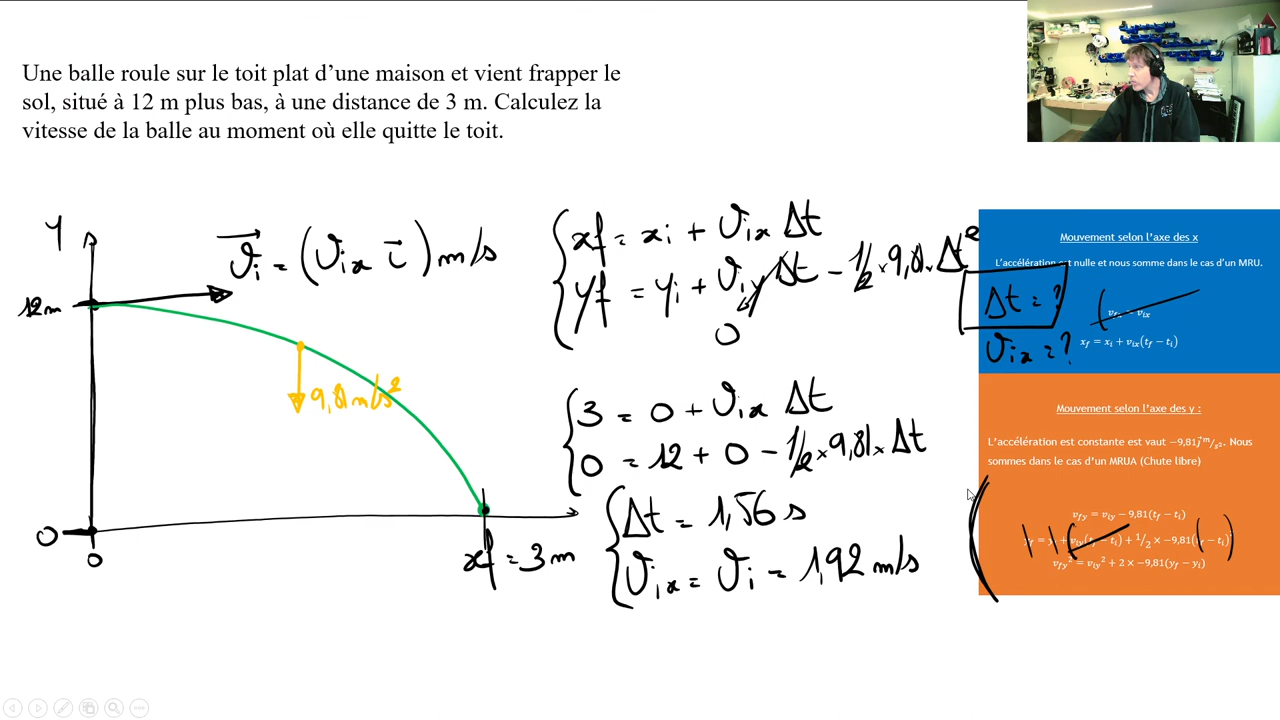 Une balle roule sur le toit plat d’une maison et vient frapper le
sol, situé à 12 m plus bas, à une distance de 3 m. Calculez la
vitesse de la balle au moment où elle quitte le toit.
Y
12m
0
0
v⃗i = (vix i⃗) m/s
9,81 m/s²
xf = 3 m
xf = xi + vix Δt
yf = yi + viy Δt - 1/2 × 9,81 × Δt²
0
Δt = ?
vix = ?
3 = 0 + vix Δt
0 = 12 + 0 - 1/2 × 9,81 × Δt
Δt = 1,56 s
vix = vi = 1,92 m/s
Mouvement selon l’axe des x
L’accélération est nulle et nous somme dans le cas d’un MRU.
xf = xi + vix(tf − ti)
Mouvement selon l’axe des y :
L’accélération est constante est vaut −9,81j⃗ m/s². Nous
sommes dans le cas d’un MRUA (Chute libre)
vfy = viy − 9,81(tf − ti)
vfy² = viy² + 2 × −9,81(yf − yi)